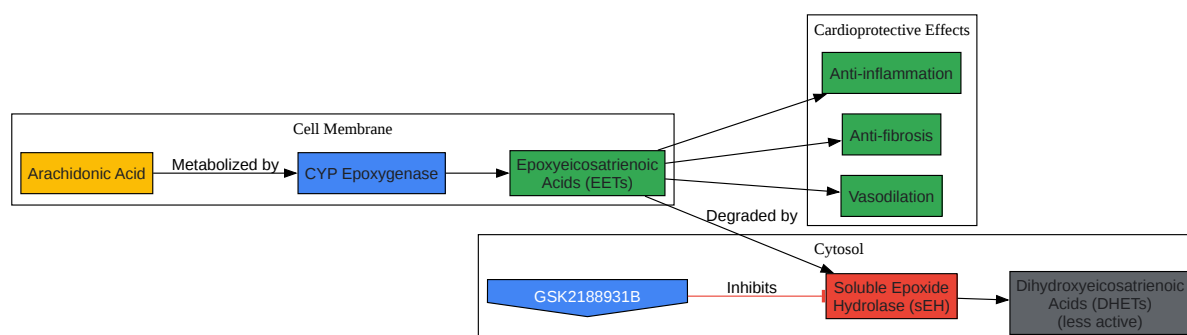 Cardioprotective Effects
Anti-inflammation
Anti-fibrosis
Vasodilation
Cell Membrane
Arachidonic Acid
Metabolized by
CYP Epoxygenase
Epoxyeicosatrienoic
Acids (EETs)
Degraded by
Cytosol
GSK2188931B
Inhibits
Soluble Epoxide
Hydrolase (sEH)
Dihydroxyeicosatrienoic
Acids (DHETs)
(less active)